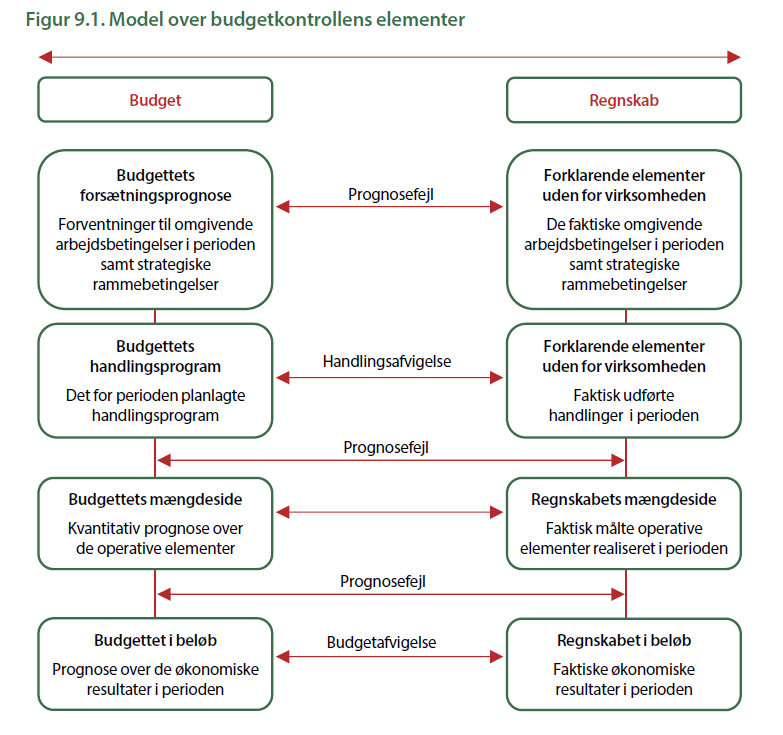 Figur 9.1. Model over budgetkontrollens elementer
Budget
Regnskab
Budgettets
forsætningsprognose
Forventninger til omgivende
arbejdsbetingelser i perioden
samt strategiske
rammebetingelser
Prognosefejl
Forklarende elementer
uden for virksomheden
De faktiske omgivende
arbejdsbetingelser i perioden
samt strategiske
rammebetingelser
Budgettets
handlingsprogram
Det for perioden planlagte
handlingsprogram
Handlingsafvigelse
Forklarende elementer
uden for virksomheden
Faktisk udførte
handlinger i perioden
Prognosefejl
Budgettets mængdeside
Kvantitativ prognose over
de operative elementer
Regnskabets mængdeside
Faktisk målte operative
elementer realiseret i perioden
Prognosefejl
Budgettet i beløb
Prognose over de økonomiske
resultater i perioden
Budgetafvigelse
Regnskabet i beløb
Faktiske økonomiske
resultater i perioden